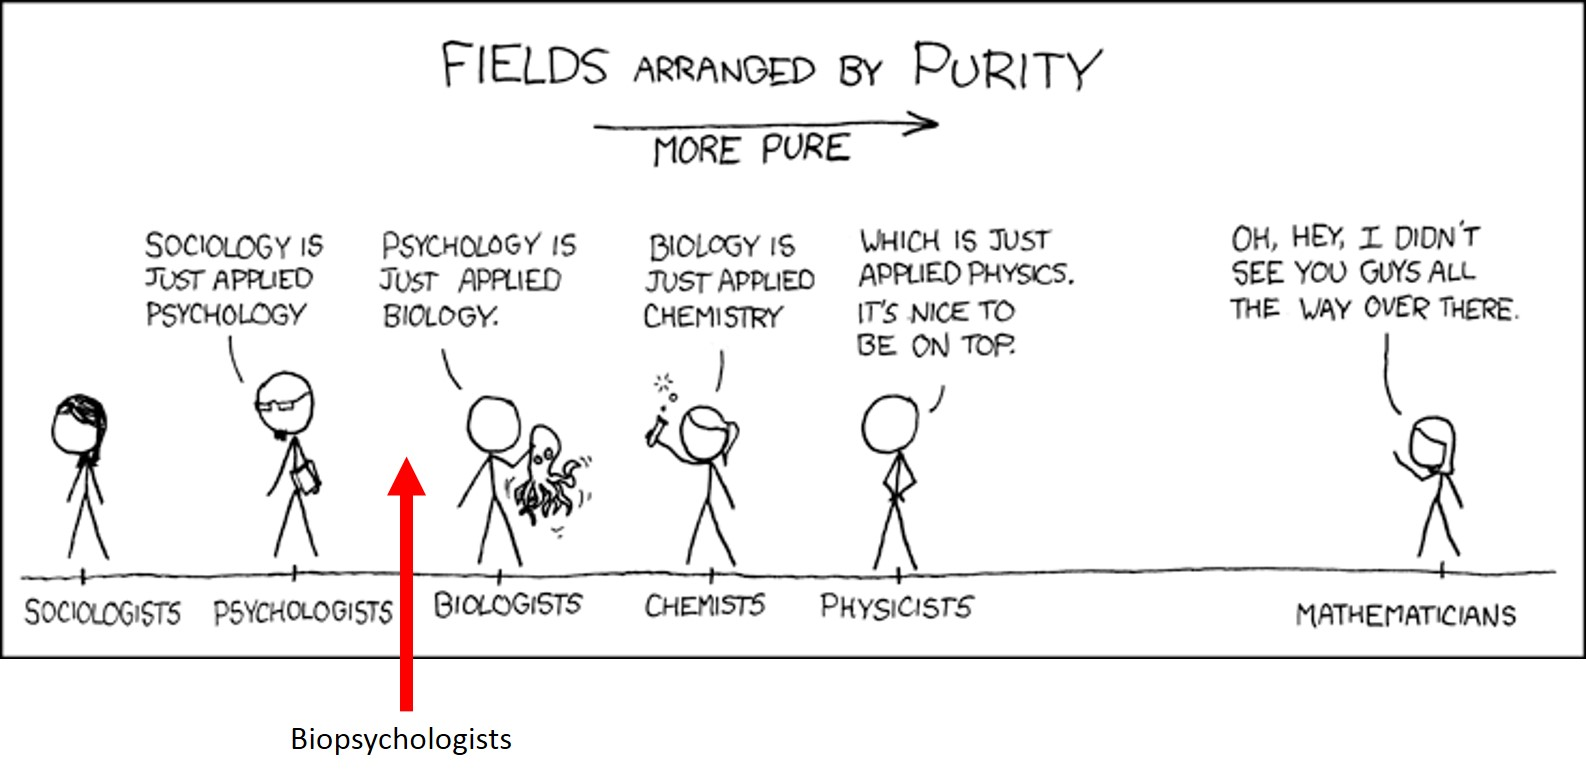 FIELDS ARRANGED BY PURITY
MORE PURE
SOCIOLOGY IS
JUST APPLIED
PSYCHOLOGY
PSYCHOLOGY IS
JUST APPLIED
BIOLOGY.
BIOLOGY IS
JUST APPLIED
CHEMISTRY
WHICH IS JUST
APPLIED PHYSICS.
IT'S NICE TO
BE ON TOP.
OH, HEY, I DIDN'T
SEE YOU GUYS ALL
THE WAY OVER THERE.
SOCIOLOGISTS
PSYCHOLOGISTS
BIOLOGISTS
CHEMISTS
PHYSICISTS
MATHEMATICIANS
Biopsychologists